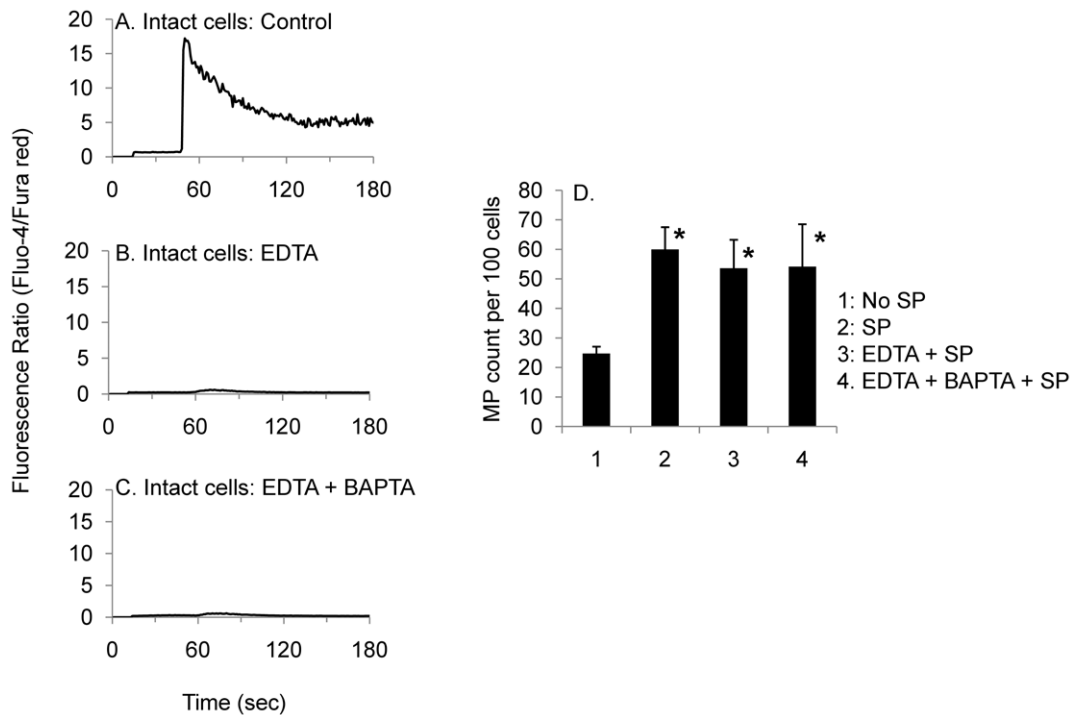 Fluorescence Ratio (Fluo-4/Fura red)
A. Intact cells: Control
20
15
10
5
0
0 60 120 180
B. Intact cells: EDTA
20
15
10
5
0
0 60 120 180
C. Intact cells: EDTA + BAPTA
20
15
10
5
0
0 60 120 180
Time (sec)
D.
MP count per 100 cells
80
70
60
50
40
30
20
10
0
* * *
1 2 3 4
1: No SP
2: SP
3: EDTA + SP
4. EDTA + BAPTA + SP